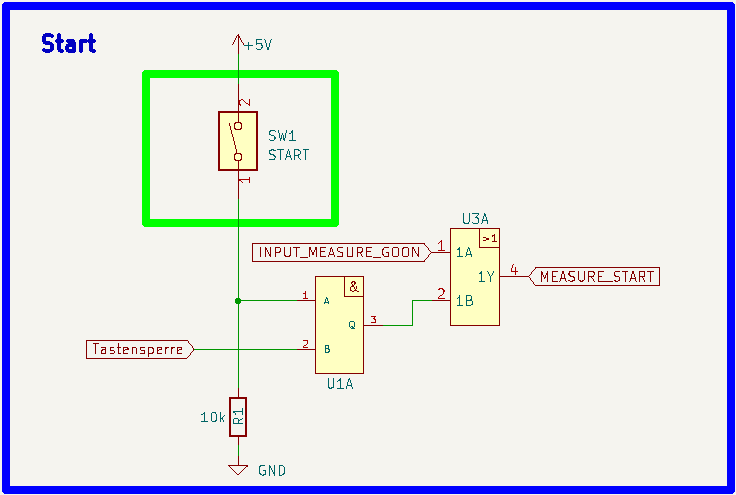 Start
+5V
2
SW1
START
1
U3A
INPUT_MEASURE_GOON
1
1A
>1
1Y
4
MEASURE_START
2
1B
1
A
&
Q
3
Tastensperre
2
B
U1A
10k
R1
GND